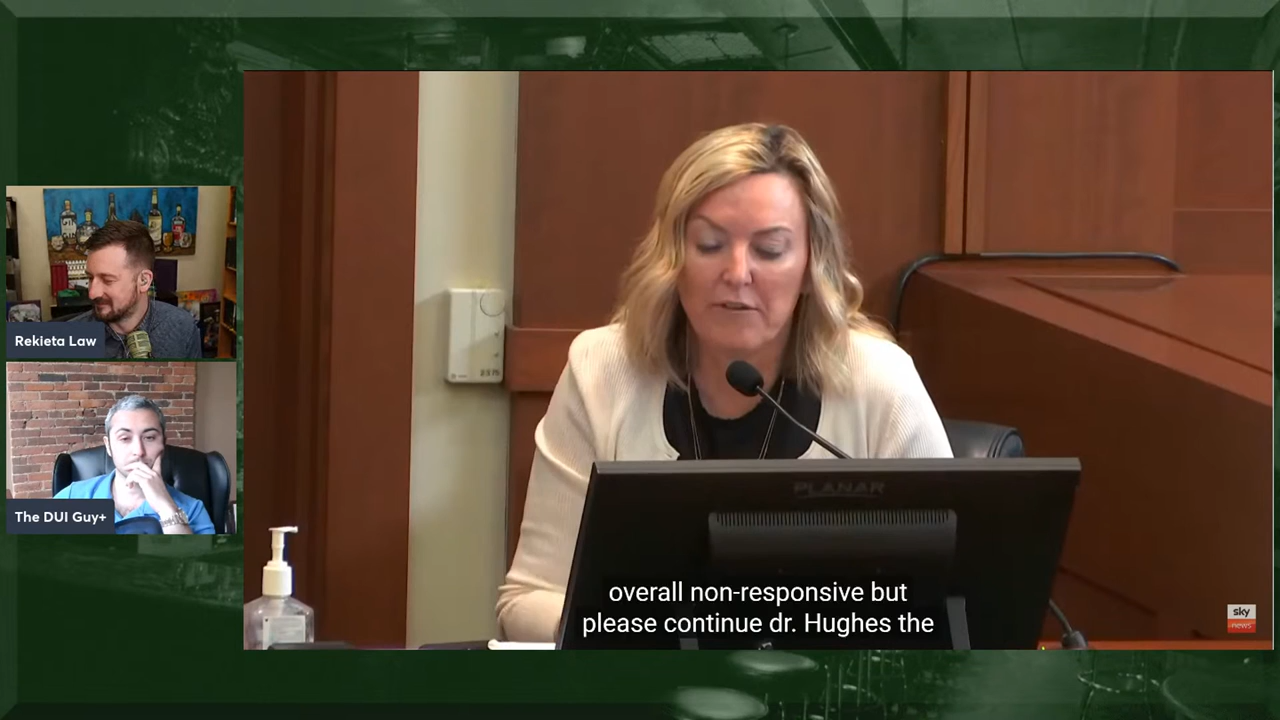 Rekieta Law
The DUI Guy+
PLANAR
overall non-responsive but
please continue dr. Hughes the
sky
news